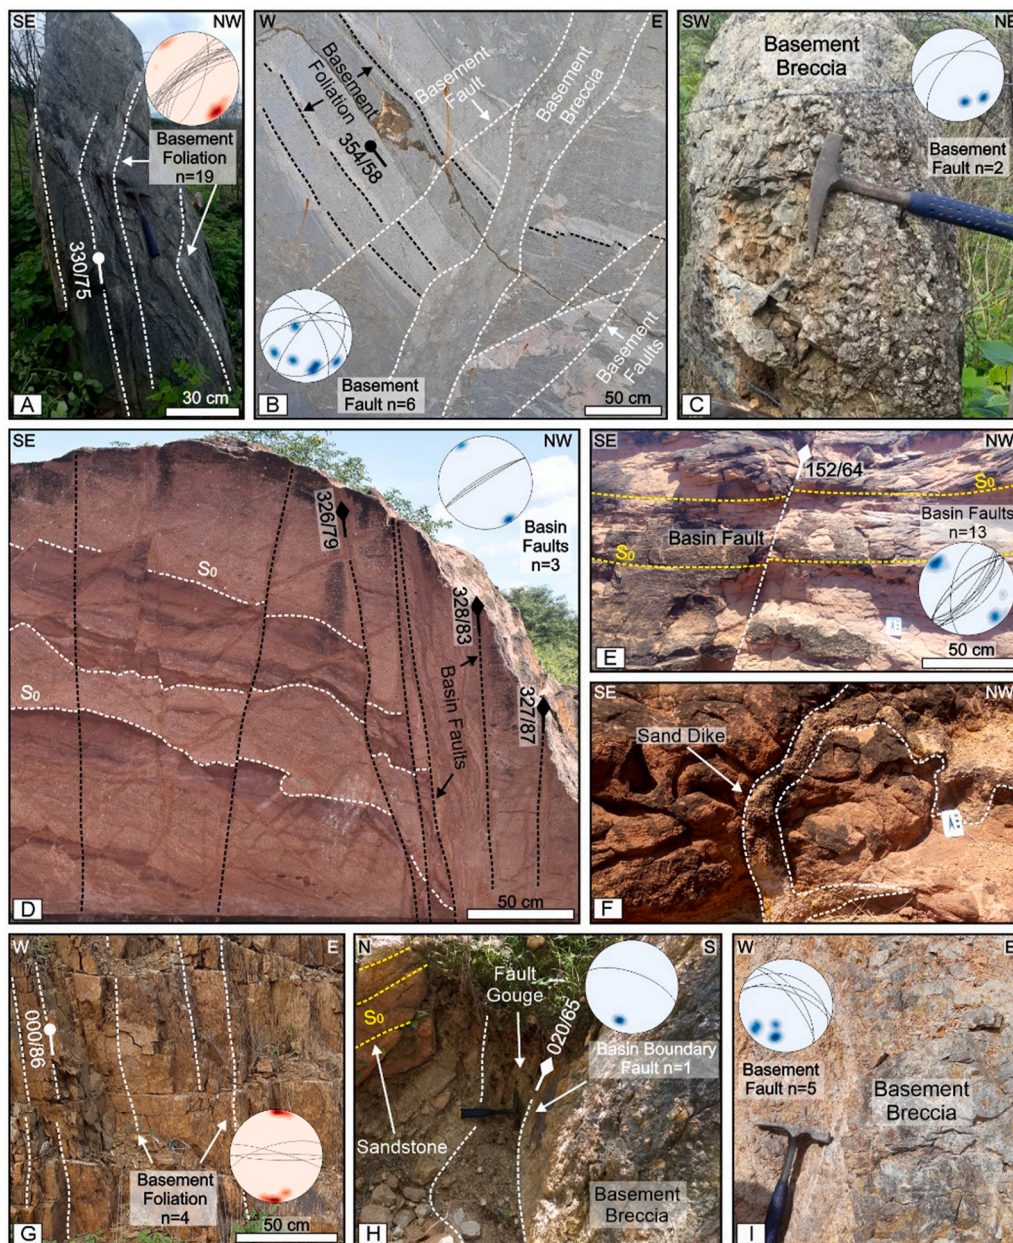 SE
NW
Basement
Foliation
n=19
330/75
A
30 cm
W
E
Basement
Foliation
354/58
Basement
Fault
Basement
Breccia
Basement
Faults
Basement
Fault n=6
B
50 cm
SW
NE
Basement
Breccia
Basement
Fault n=2
C
SE
NW
326/79
Basin
Faults
n=3
S0
328/83
Basin Faults
S0
327/87
D
50 cm
SE
NW
152/64
S0
Basin Faults
n=13
Basin Fault
S0
E
50 cm
SE
NW
Sand Dike
A
F
W
E
000/86
Basement
Foliation
n=4
G
50 cm
N
S
Fault
Gouge
S0
020/65
Basin Boundary
Fault n=1
Sandstone
Basement
Breccia
H
W
E
Basement
Fault n=5
Basement
Breccia
I